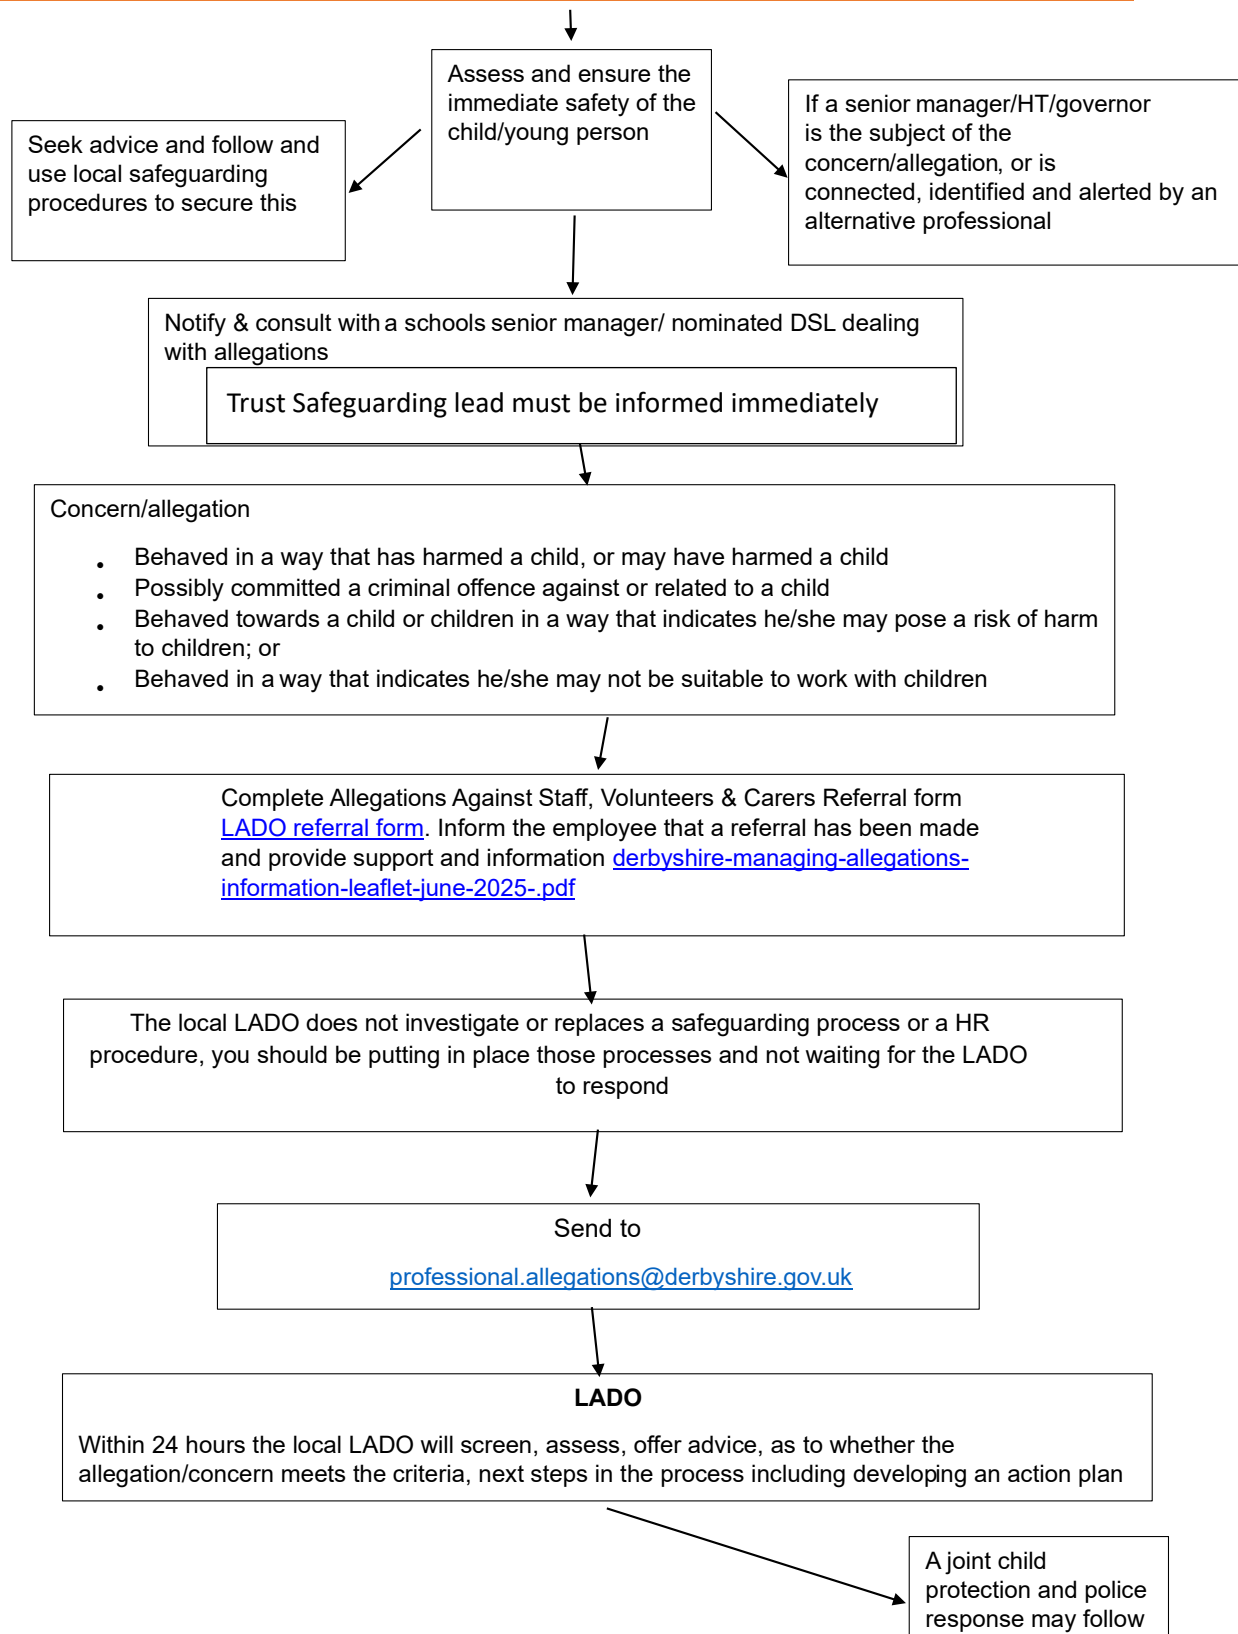 Assess and ensure the
immediate safety of the
child/young person
Seek advice and follow and
use local safeguarding
procedures to secure this
If a senior manager/HT/governor
is the subject of the
concern/allegation, or is
connected, identified and alerted by an
alternative professional
Notify & consult with a schools senior manager/ nominated DSL dealing
with allegations
Trust Safeguarding lead must be informed immediately
Concern/allegation
• Behaved in a way that has harmed a child, or may have harmed a child
• Possibly committed a criminal offence against or related to a child
• Behaved towards a child or children in a way that indicates he/she may pose a risk of harm
to children; or
• Behaved in a way that indicates he/she may not be suitable to work with children
Complete Allegations Against Staff, Volunteers & Carers Referral form
LADO referral form. Inform the employee that a referral has been made
and provide support and information derbyshire-managing-allegations-
information-leaflet-june-2025-.pdf
The local LADO does not investigate or replaces a safeguarding process or a HR
procedure, you should be putting in place those processes and not waiting for the LADO
to respond
Send to
professional.allegations@derbyshire.gov.uk
LADO
Within 24 hours the local LADO will screen, assess, offer advice, as to whether the
allegation/concern meets the criteria, next steps in the process including developing an action plan
A joint child
protection and police
response may follow